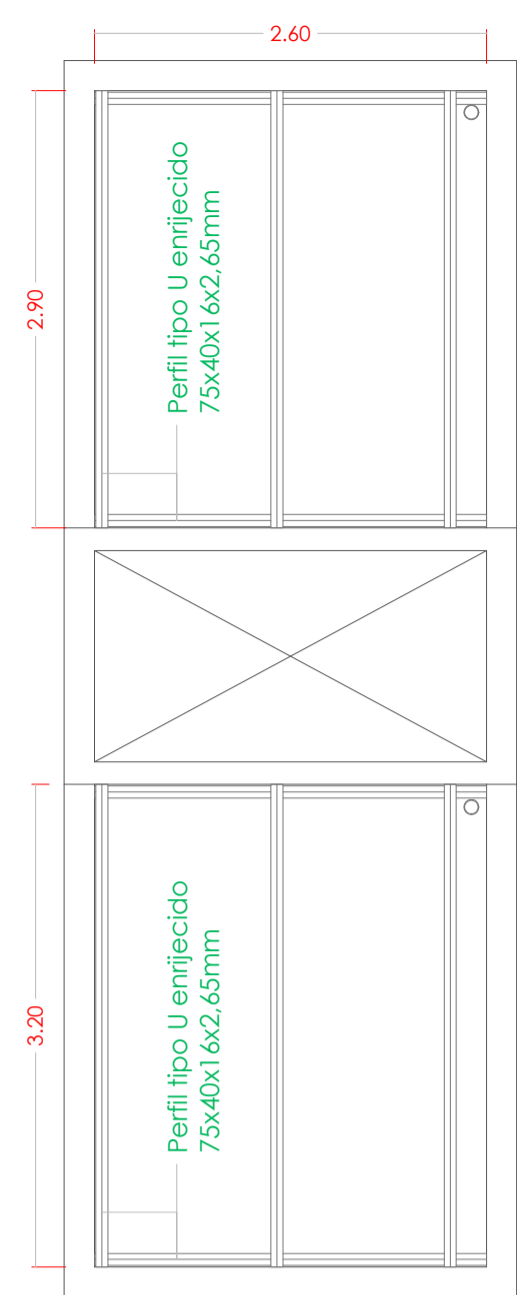 2.60
2.90
Perfil tipo U enrijecido
75x40x16x2,65mm
3.20
Perfil tipo U enrijecido
75x40x16x2,65mm